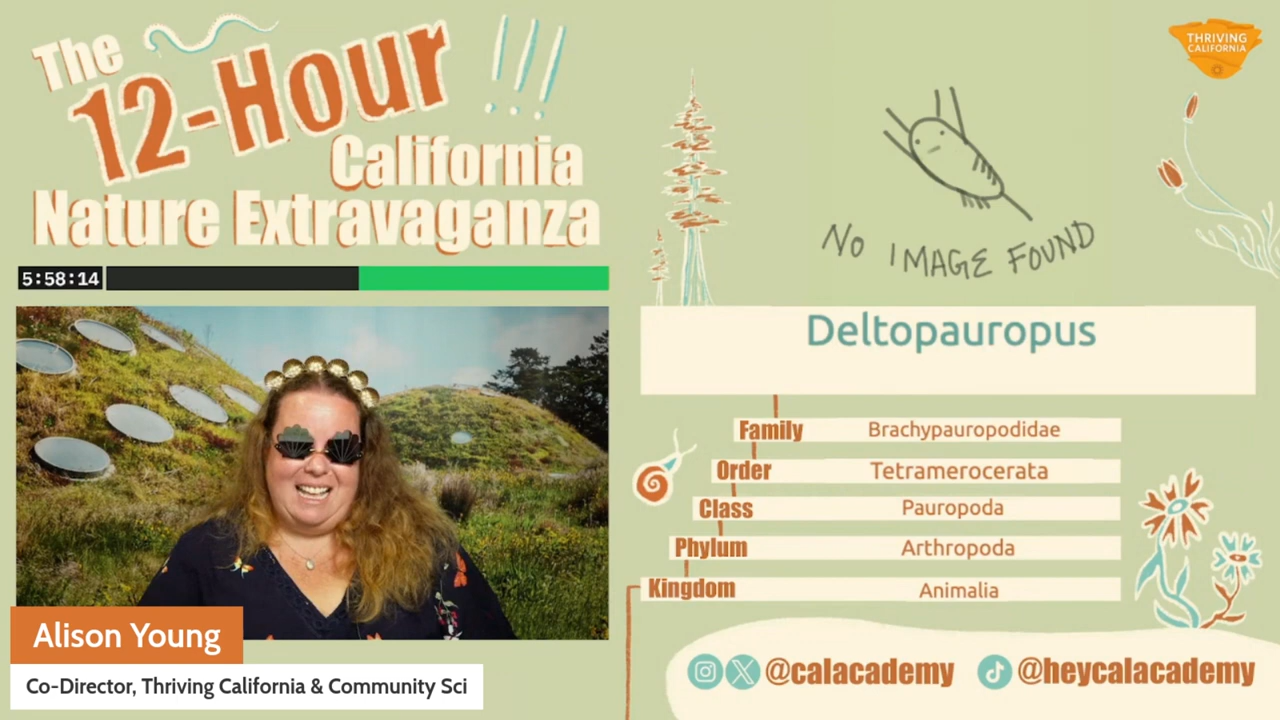 The
12-Hour !!!
California
Nature Extravaganza
5:58:14
Alison Young
Co-Director, Thriving California & Community Sci
THRIVING
CALIFORNIA
NO IMAGE FOUND
Deltopauropus
Family Brachypauropodidae
Order Tetramerocerata
Class Pauropoda
Phylum Arthropoda
Kingdom Animalia
@calacademy @heycalacademy